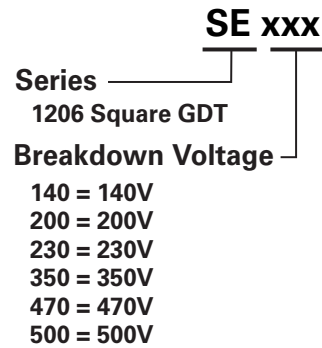 SE xxx
Series
1206 Square GDT
Breakdown Voltage
140 = 140V
200 = 200V
230 = 230V
350 = 350V
470 = 470V
500 = 500V